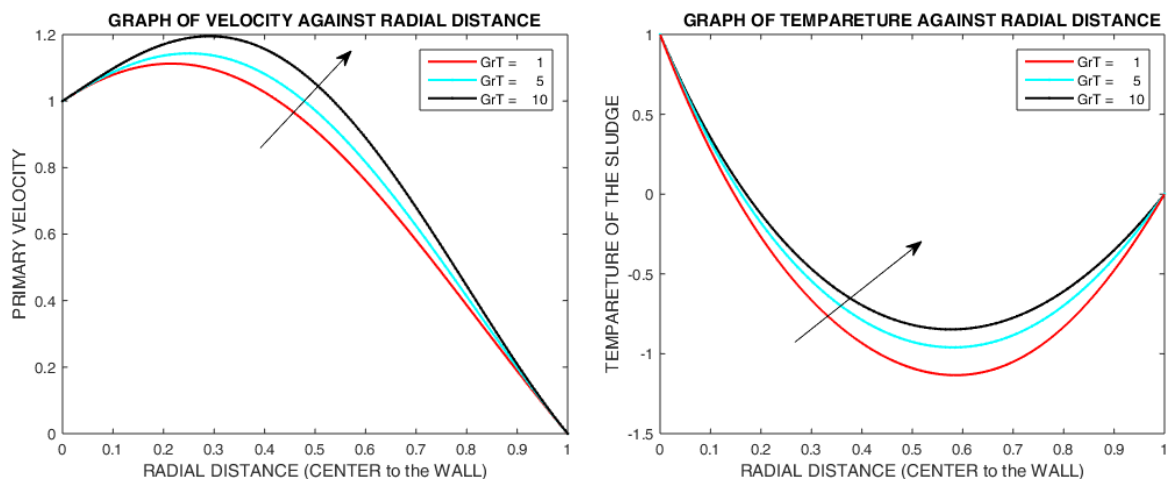 GRAPH OF VELOCITY AGAINST RADIAL DISTANCE
1.2
1
0.8
0.6
0.4
0.2
0
PRIMARY VELOCITY
GrT = 1
GrT = 5
GrT = 10
0 0.1 0.2 0.3 0.4 0.5 0.6 0.7 0.8 0.9 1
RADIAL DISTANCE (CENTER to the WALL)
GRAPH OF TEMPARETURE AGAINST RADIAL DISTANCE
1
0.5
0
-0.5
-1
-1.5
TEMPARETURE OF THE SLUDGE
GrT = 1
GrT = 5
GrT = 10
0 0.1 0.2 0.3 0.4 0.5 0.6 0.7 0.8 0.9 1
RADIAL DISTANCE (CENTER to the WALL)